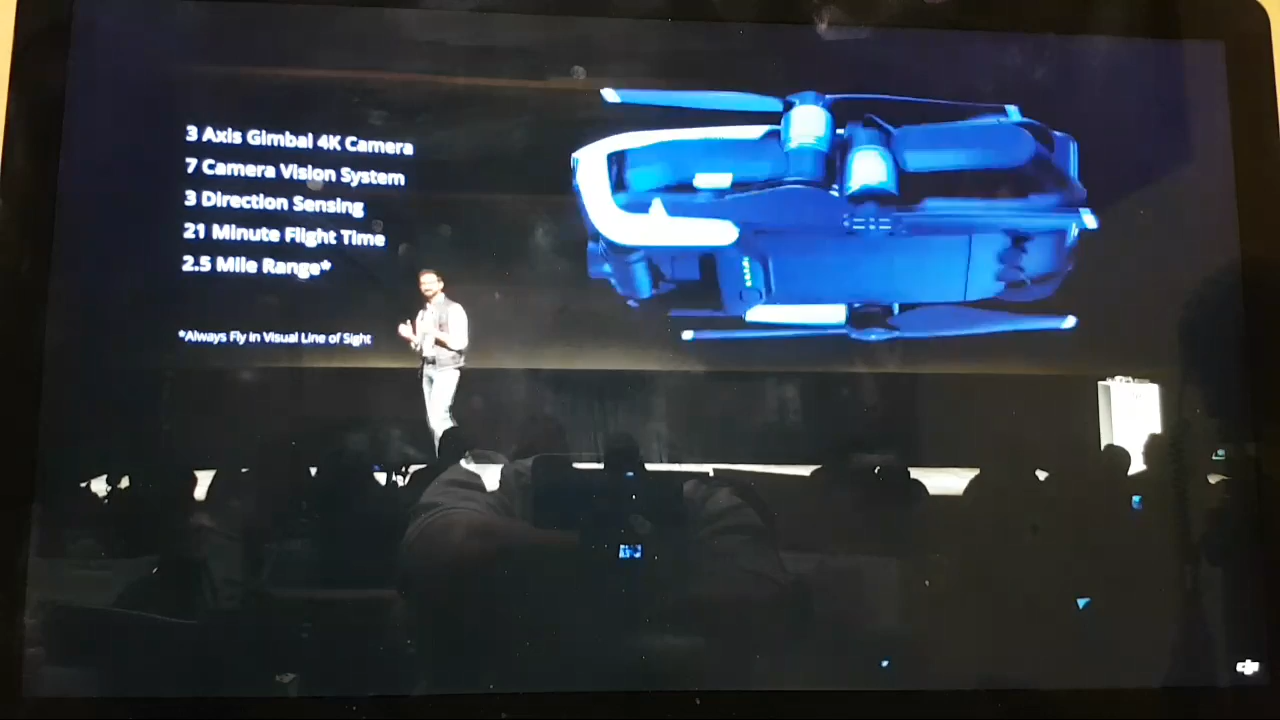 3 Axis Gimbal 4K Camera
7 Camera Vision System
3 Direction Sensing
21 Minute Flight Time
2.5 Mile Range*
*Always Fly in Visual Line of Sight
dji